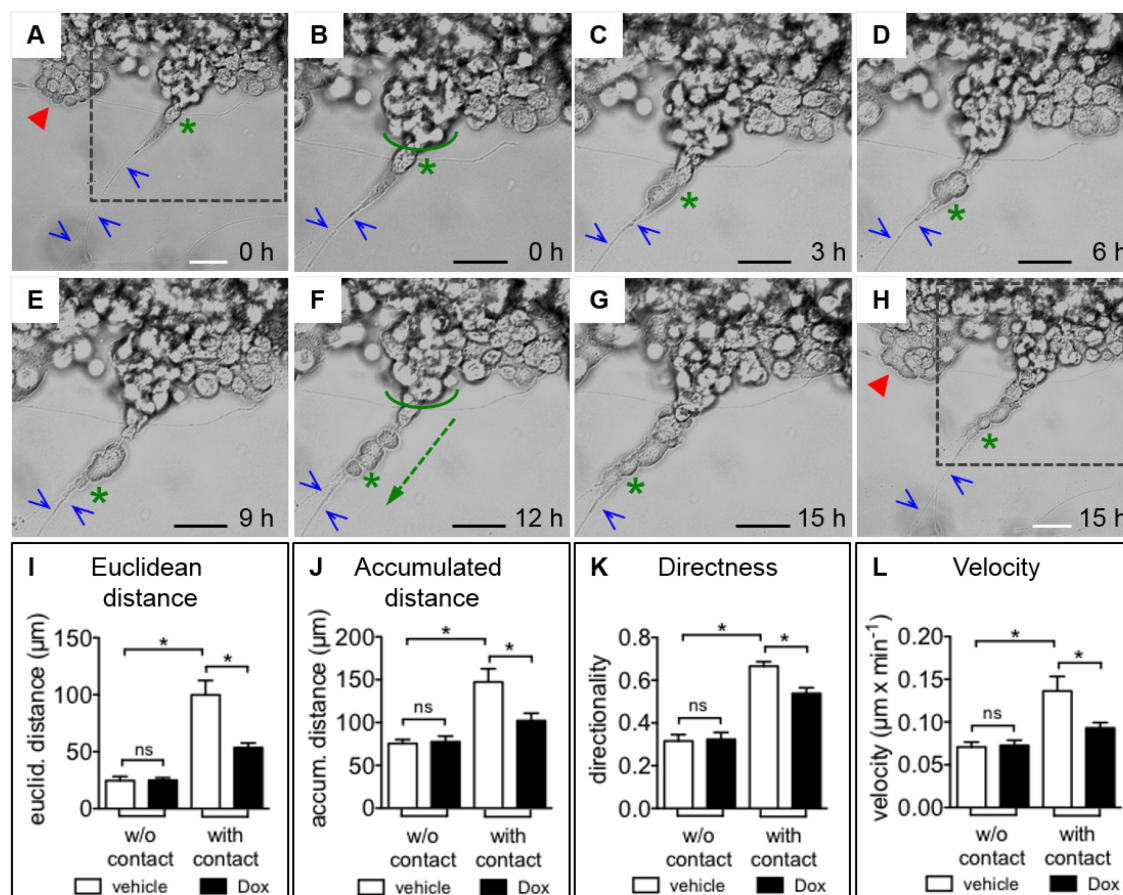 A
0 h
B
0 h
C
3 h
D
6 h
E
9 h
F
12 h
G
15 h
H
15 h
I Euclidean
distance
euclid. distance (µm)
150
100
50
0
*
*
ns
w/o
contact
with
contact
vehicle
Dox
J Accumulated
distance
accum. distance (µm)
200
150
100
50
0
*
*
ns
w/o
contact
with
contact
vehicle
Dox
K Directness
directionality
0.8
0.6
0.4
0.2
0.0
*
*
ns
w/o
contact
with
contact
vehicle
Dox
L Velocity
velocity (µm x min⁻¹)
0.20
0.15
0.10
0.05
0.00
*
*
ns
w/o
contact
with
contact
vehicle
Dox